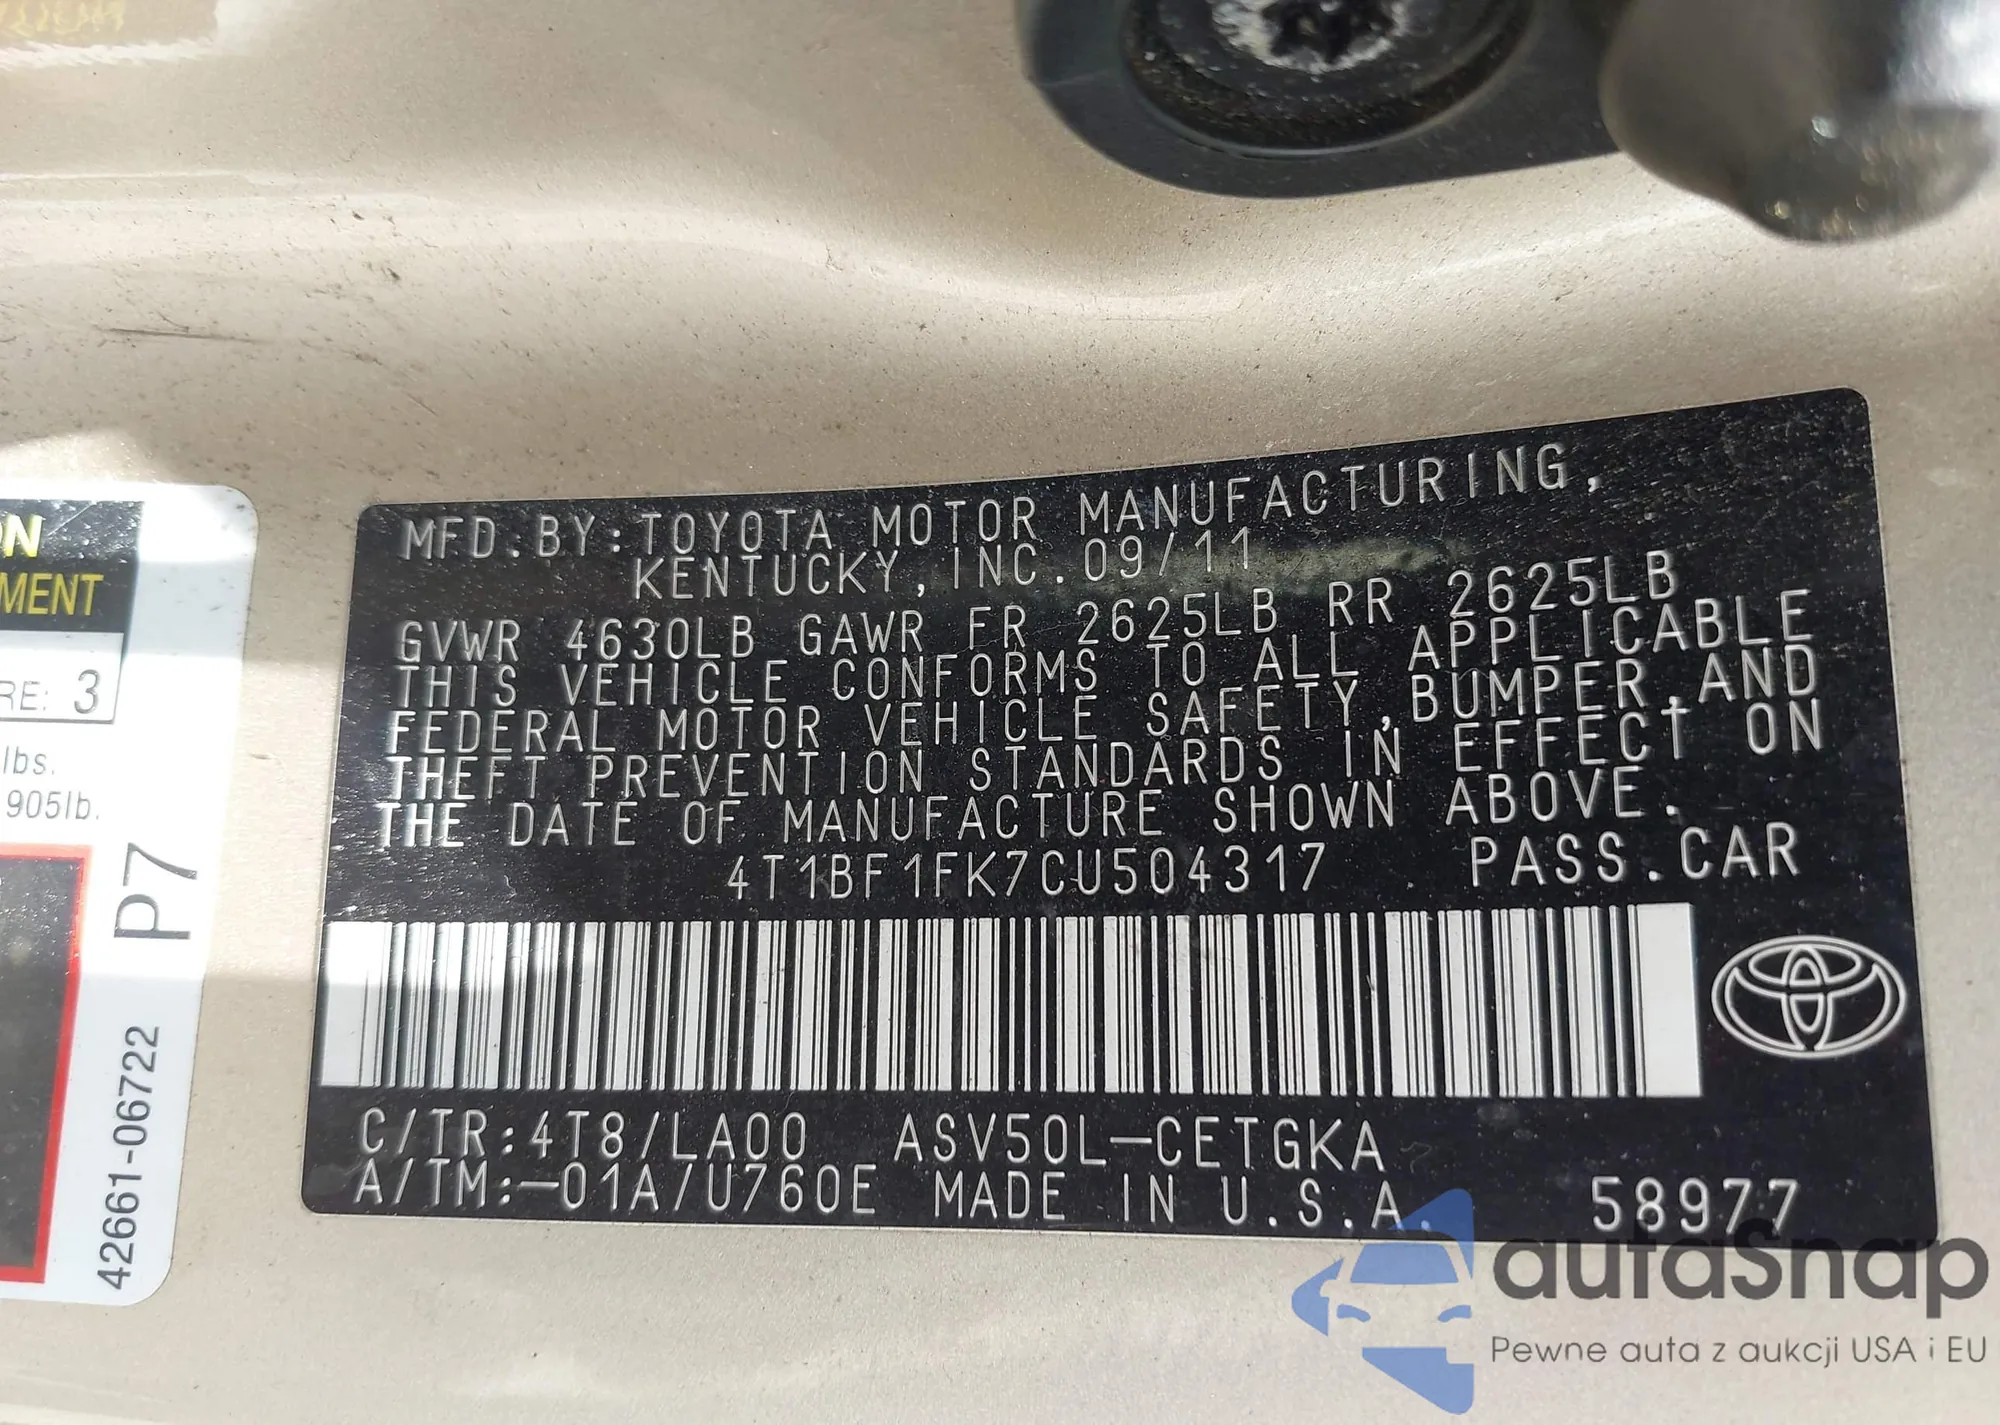 MFD.BY:TOYOTA MOTOR MANUFACTURING,
KENTUCKY, INC.09/11
GVWR 4630LB GAWR FR 2625LB RR 2625LB
THIS VEHICLE CONFORMS TO ALL APPLICABLE
FEDERAL MOTOR VEHICLE SAFETY,BUMPER,AND
THEFT PREVENTION STANDARDS IN EFFECT ON
THE DATE OF MANUFACTURE SHOWN ABOVE.
4T1BF1FK7CU504317 PASS.CAR
C/TR:4T8/LA00 ASV50L-CETGKA
A/TM:-01A/U760E MADE IN U.S.A. 58977
ON
MENT
RE: 3
lbs.
905lb.
P7
42661-06722
autaSnap
Pewne auta z aukcji USA i EU